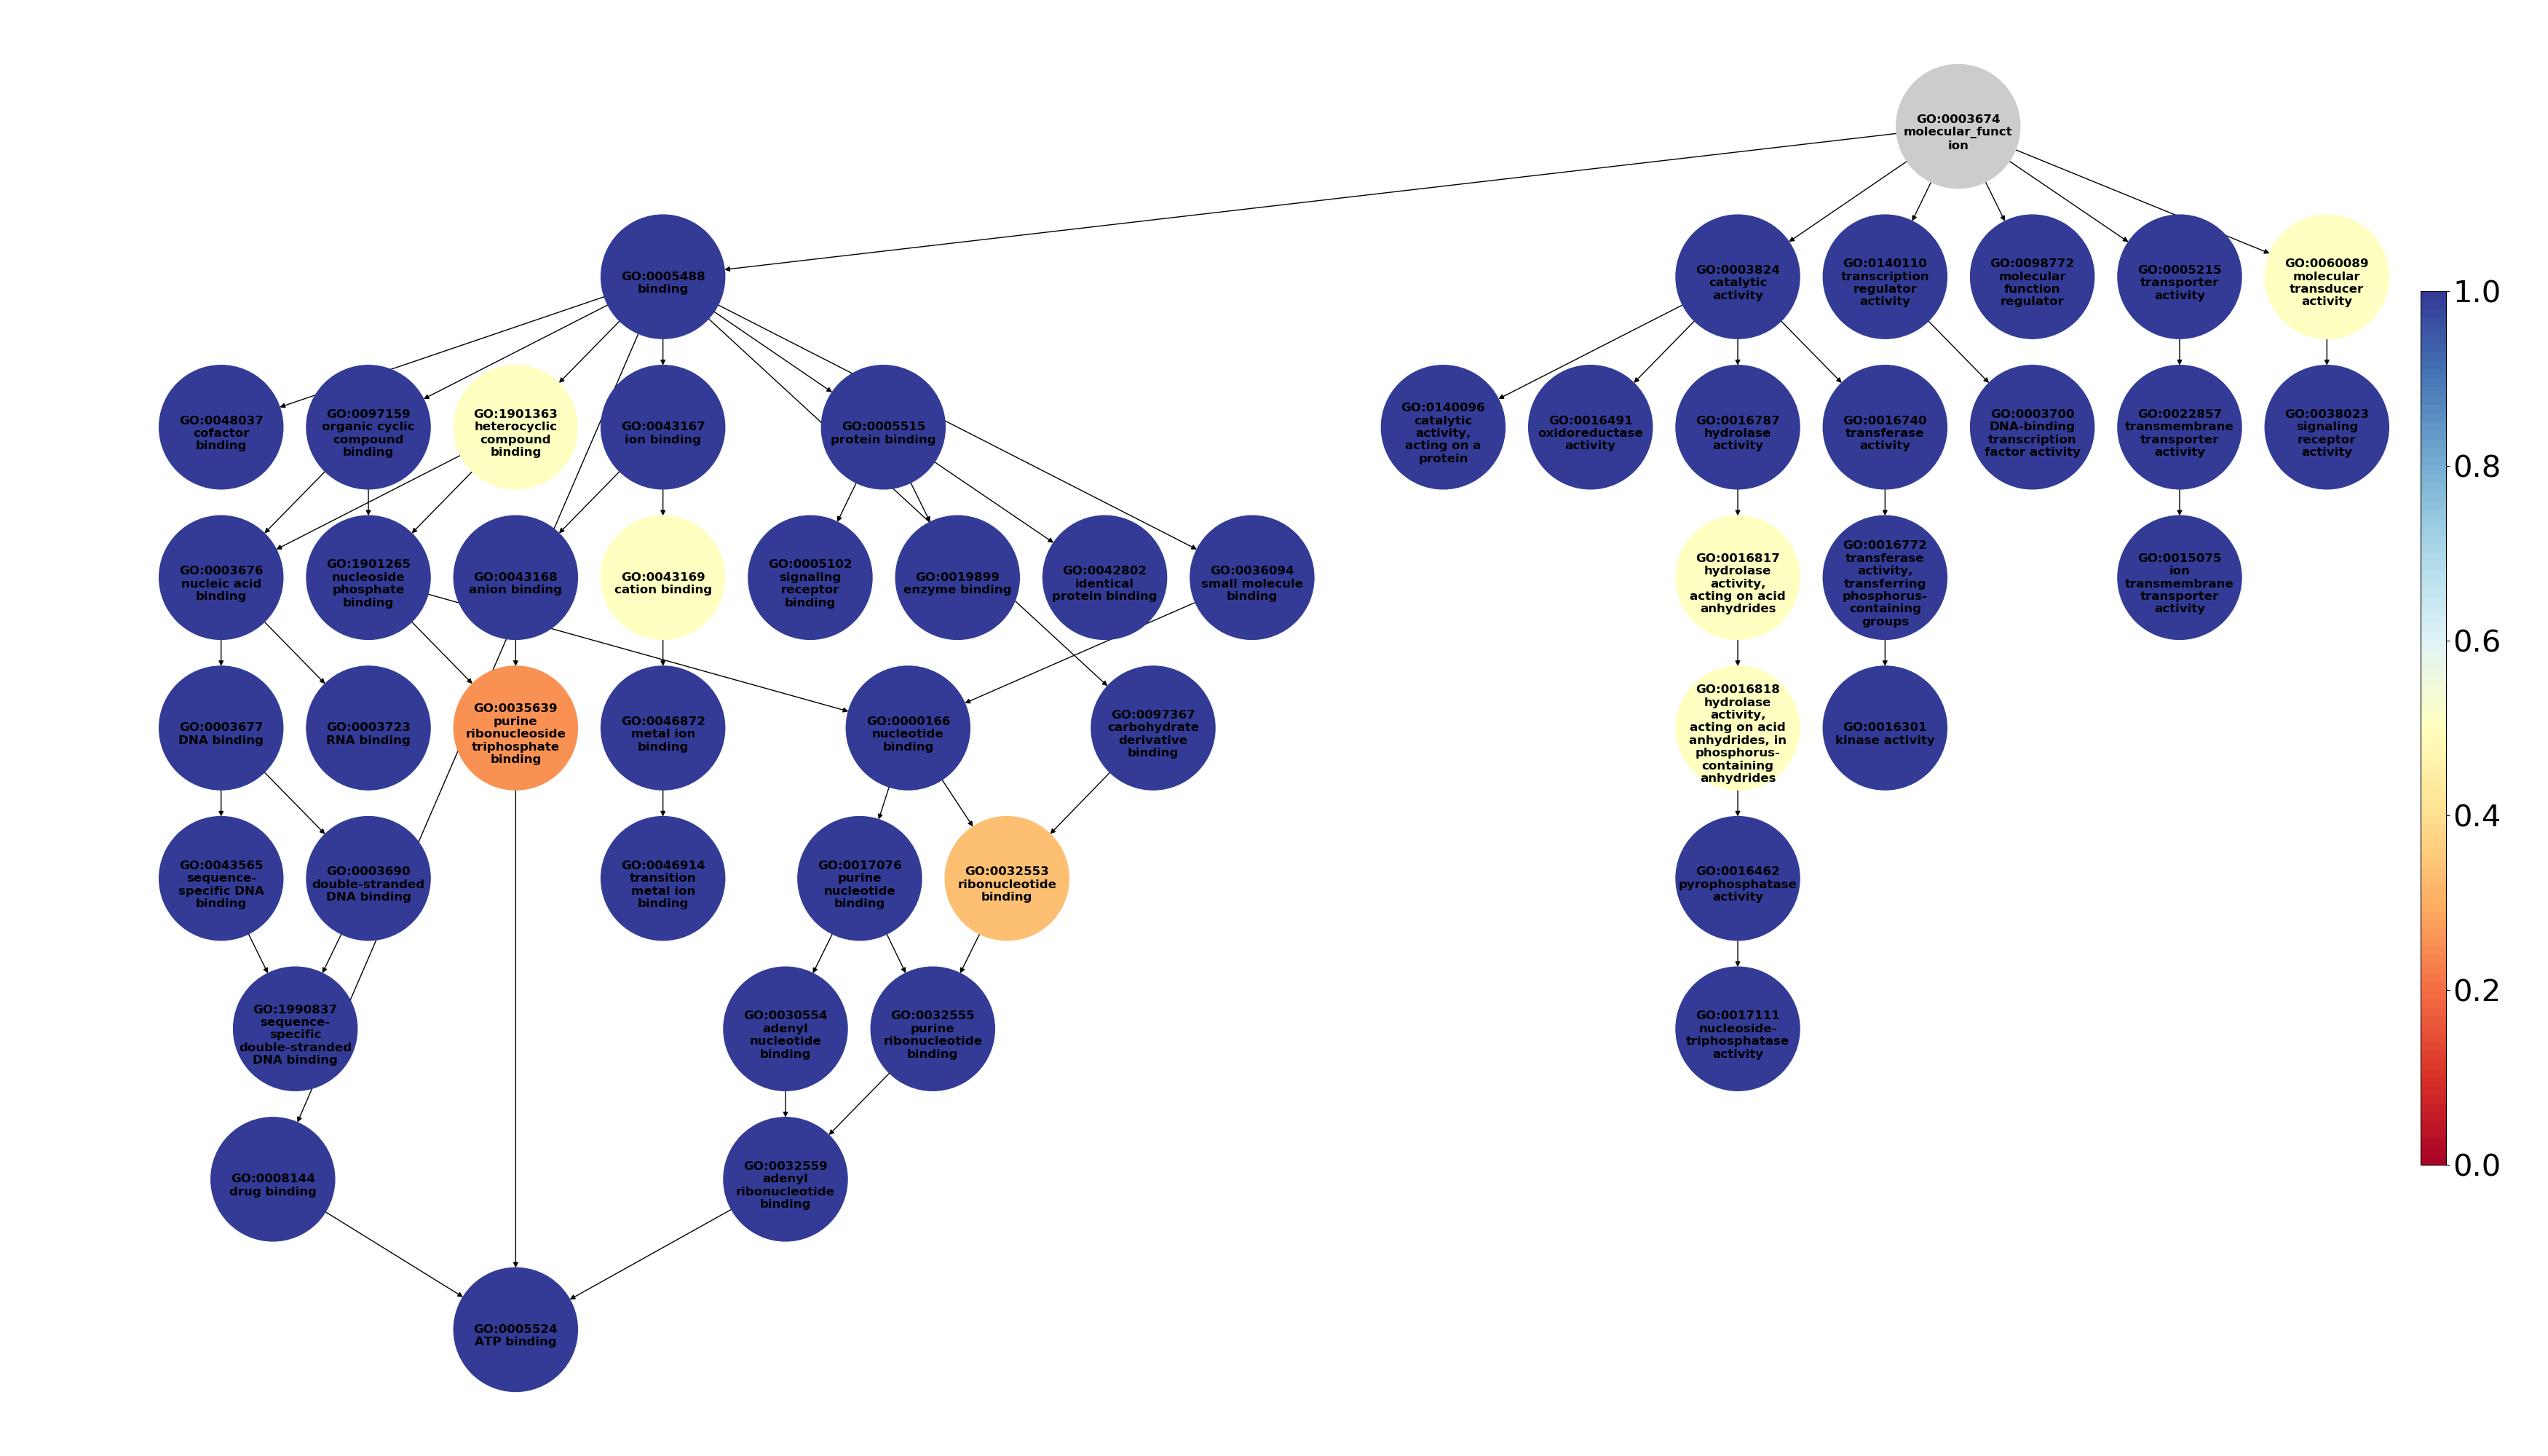 GO:0003674
molecular_funct
ion
GO:0005488
binding
GO:0003824
catalytic
activity
GO:0140110
transcription
regulator
activity
GO:0098772
molecular
function
regulator
GO:0005215
transporter
activity
GO:0060089
molecular
transducer
activity
GO:0048037
cofactor
binding
GO:0097159
organic cyclic
compound
binding
GO:1901363
heterocyclic
compound
binding
GO:0043167
ion binding
GO:0005515
protein binding
GO:0140096
catalytic
activity,
acting on a
protein
GO:0016491
oxidoreductase
activity
GO:0016787
hydrolase
activity
GO:0016740
transferase
activity
GO:0003700
DNA-binding
transcription
factor activity
GO:0022857
transmembrane
transporter
activity
GO:0038023
signaling
receptor
activity
GO:0003676
nucleic acid
binding
GO:1901265
nucleoside
phosphate
binding
GO:0043168
anion binding
GO:0043169
cation binding
GO:0005102
signaling
receptor
binding
GO:0019899
enzyme binding
GO:0042802
identical
protein binding
GO:0036094
small molecule
binding
GO:0016817
hydrolase
activity,
acting on acid
anhydrides
GO:0016772
transferase
activity,
transferring
phosphorus-
containing
groups
GO:0015075
ion
transmembrane
transporter
activity
GO:0003677
DNA binding
GO:0003723
RNA binding
GO:0035639
purine
ribonucleoside
triphosphate
binding
GO:0046872
metal ion
binding
GO:0000166
nucleotide
binding
GO:0097367
carbohydrate
derivative
binding
GO:0016818
hydrolase
activity,
acting on acid
anhydrides, in
phosphorus-
containing
anhydrides
GO:0016301
kinase activity
GO:0043565
sequence-
specific DNA
binding
GO:0003690
double-stranded
DNA binding
GO:0046914
transition
metal ion
binding
GO:0017076
purine
nucleotide
binding
GO:0032553
ribonucleotide
binding
GO:0016462
pyrophosphatase
activity
GO:1990837
sequence-
specific
double-stranded
DNA binding
GO:0030554
adenyl
nucleotide
binding
GO:0032555
purine
ribonucleotide
binding
GO:0017111
nucleoside-
triphosphatase
activity
GO:0008144
drug binding
GO:0032559
adenyl
ribonucleotide
binding
GO:0005524
ATP binding
1.0
0.8
0.6
0.4
0.2
0.0